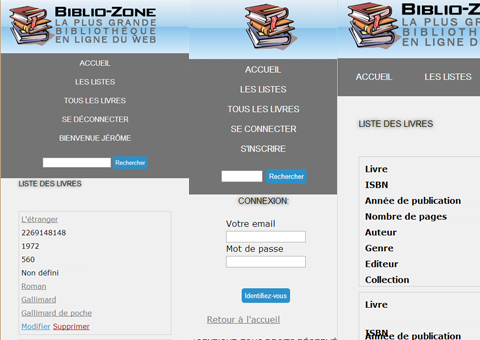 BIBLIO-ZONE
LA PLUS GRANDE
BIBLIOTHÈQUE
EN LIGNE DU WEB
ACCUEIL
LES LISTES
TOUS LES LIVRES
SE DÉCONNECTER
BIENVENUE JÉRÔME
Rechercher
LISTE DES LIVRES
L'étranger
2269148148
1972
560
Non défini
Roman
Gallimard
Gallimard de poche
Modifier Supprimer
ACCUEIL
LES LISTES
TOUS LES LIVRES
SE CONNECTER
S'INSCRIRE
Rechercher
CONNEXION:
Votre email
Mot de passe
Identifiez-vous
Retour à l'accueil
BIBLIO-ZONE
LA PLUS GRANDE
BIBLIOTHÈQUE
EN LIGNE DU WEB
ACCUEIL
LES LISTES
LISTE DES LIVRES
Livre
ISBN
Année de publication
Nombre de pages
Auteur
Genre
Editeur
Collection
Livre
ISBN
Année de publication